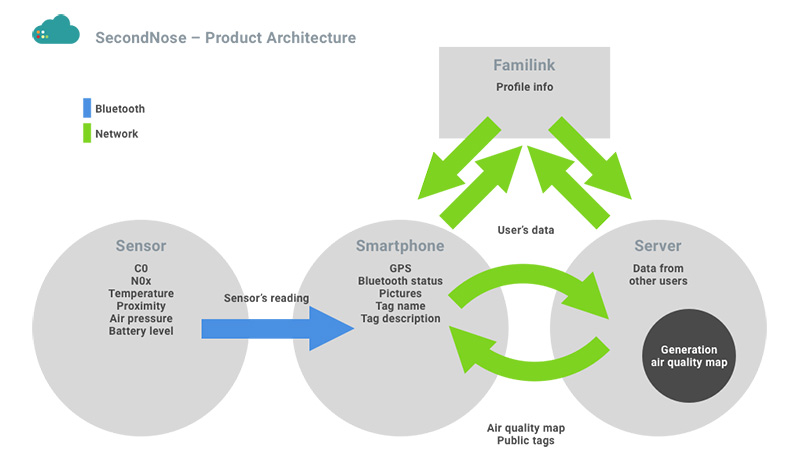 SecondNose – Product Architecture
Bluetooth
Network
Familink
Profile info
User's data
Sensor
C0
N0x
Temperature
Proximity
Air pressure
Battery level
Sensor's reading
Smartphone
GPS
Bluetooth status
Pictures
Tag name
Tag description
Server
Data from
other users
Generation
air quality map
Air quality map
Public tags